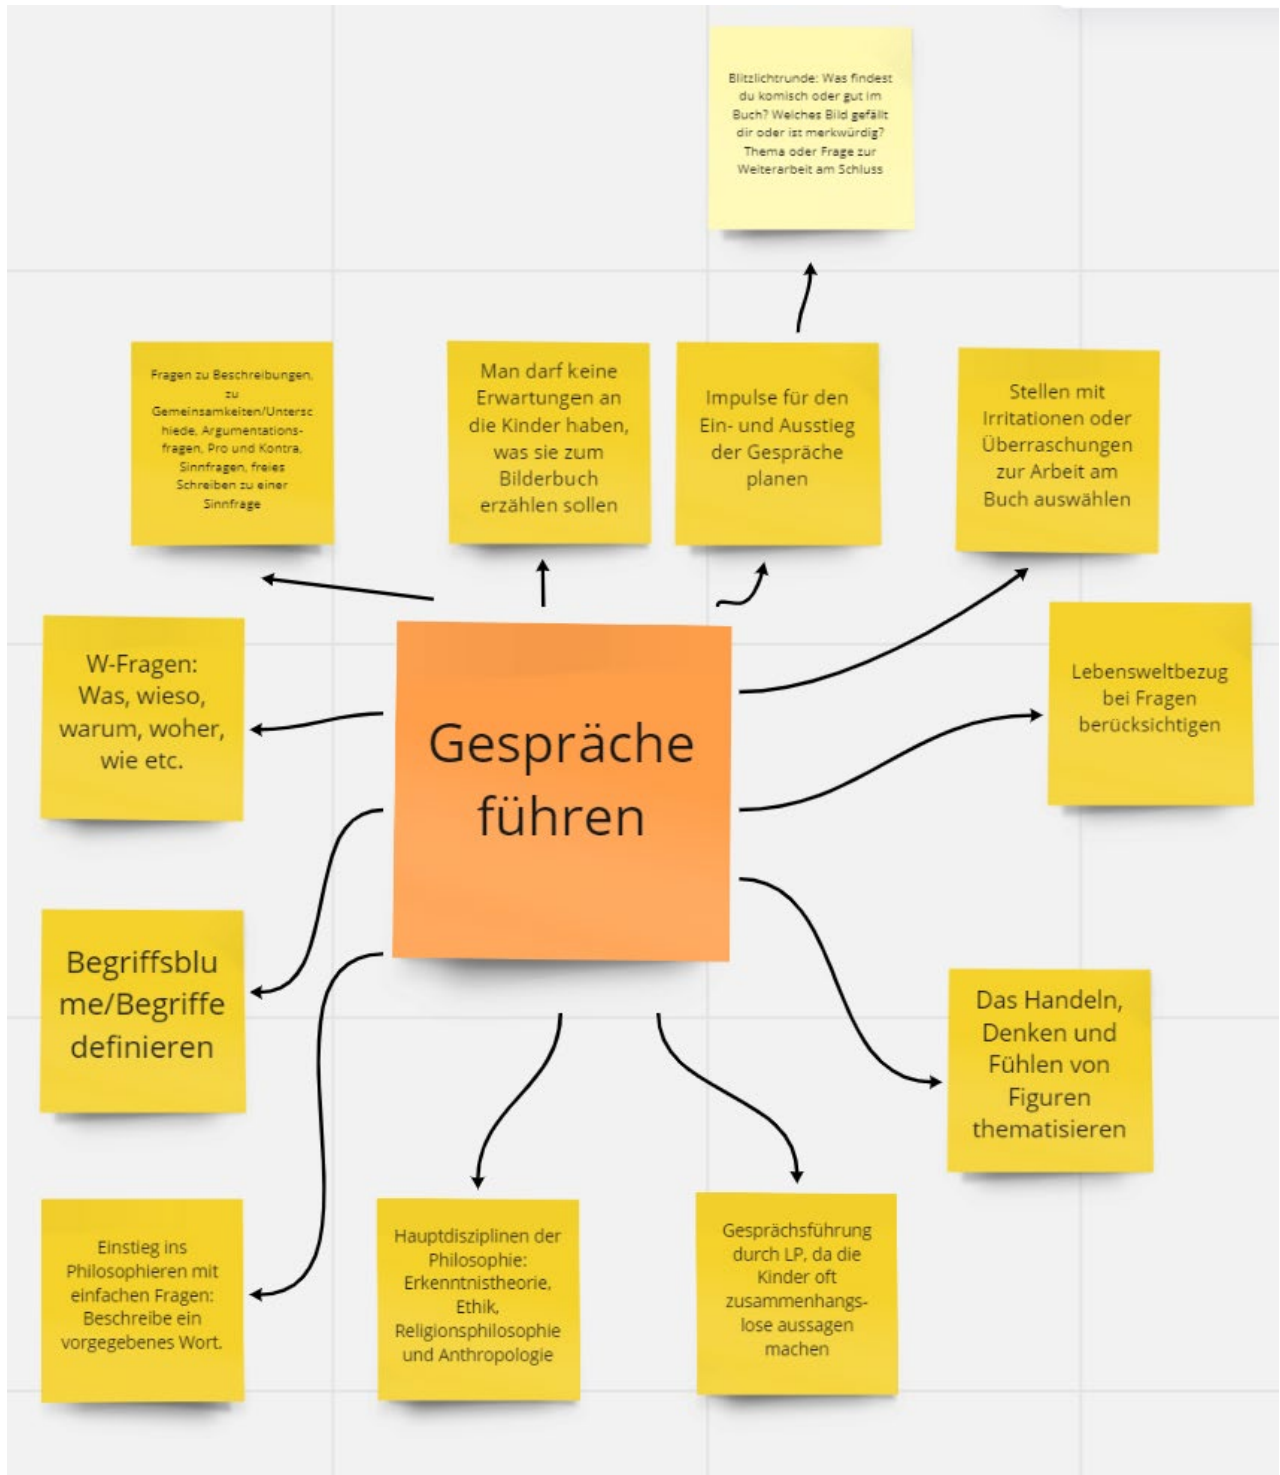 Blitzlichtrunde: Was findest
du komisch oder gut im
Buch? Welches Bild gefällt
dir oder ist merkwürdig?
Thema oder Frage zur
Weiterarbeit am Schluss
Fragen zu Beschreibungen,
zu
Gemeinsamkeiten/Untersc
hiede, Argumentations-
fragen, Pro und Kontra,
Sinnfragen, freies
Schreiben zu einer
Sinnfrage
Man darf keine
Erwartungen an
die Kinder haben,
was sie zum
Bilderbuch
erzählen sollen
Impulse für den
Ein- und Ausstieg
der Gespräche
planen
Stellen mit
Irritationen oder
Überraschungen
zur Arbeit am
Buch auswählen
W-Fragen:
Was, wieso,
warum, woher,
wie etc.
Gespräche
führen
Lebensweltbezug
bei Fragen
berücksichtigen
Begriffsblu
me/Begriffe
definieren
Das Handeln,
Denken und
Fühlen von
Figuren
thematisieren
Einstieg ins
Philosophieren mit
einfachen Fragen:
Beschreibe ein
vorgegebenes Wort.
Hauptdisziplinen der
Philosophie:
Erkenntnistheorie,
Ethik,
Religionsphilosophie
und Anthropologie
Gesprächsführung
durch LP, da die
Kinder oft
zusammenhangs-
lose aussagen
machen